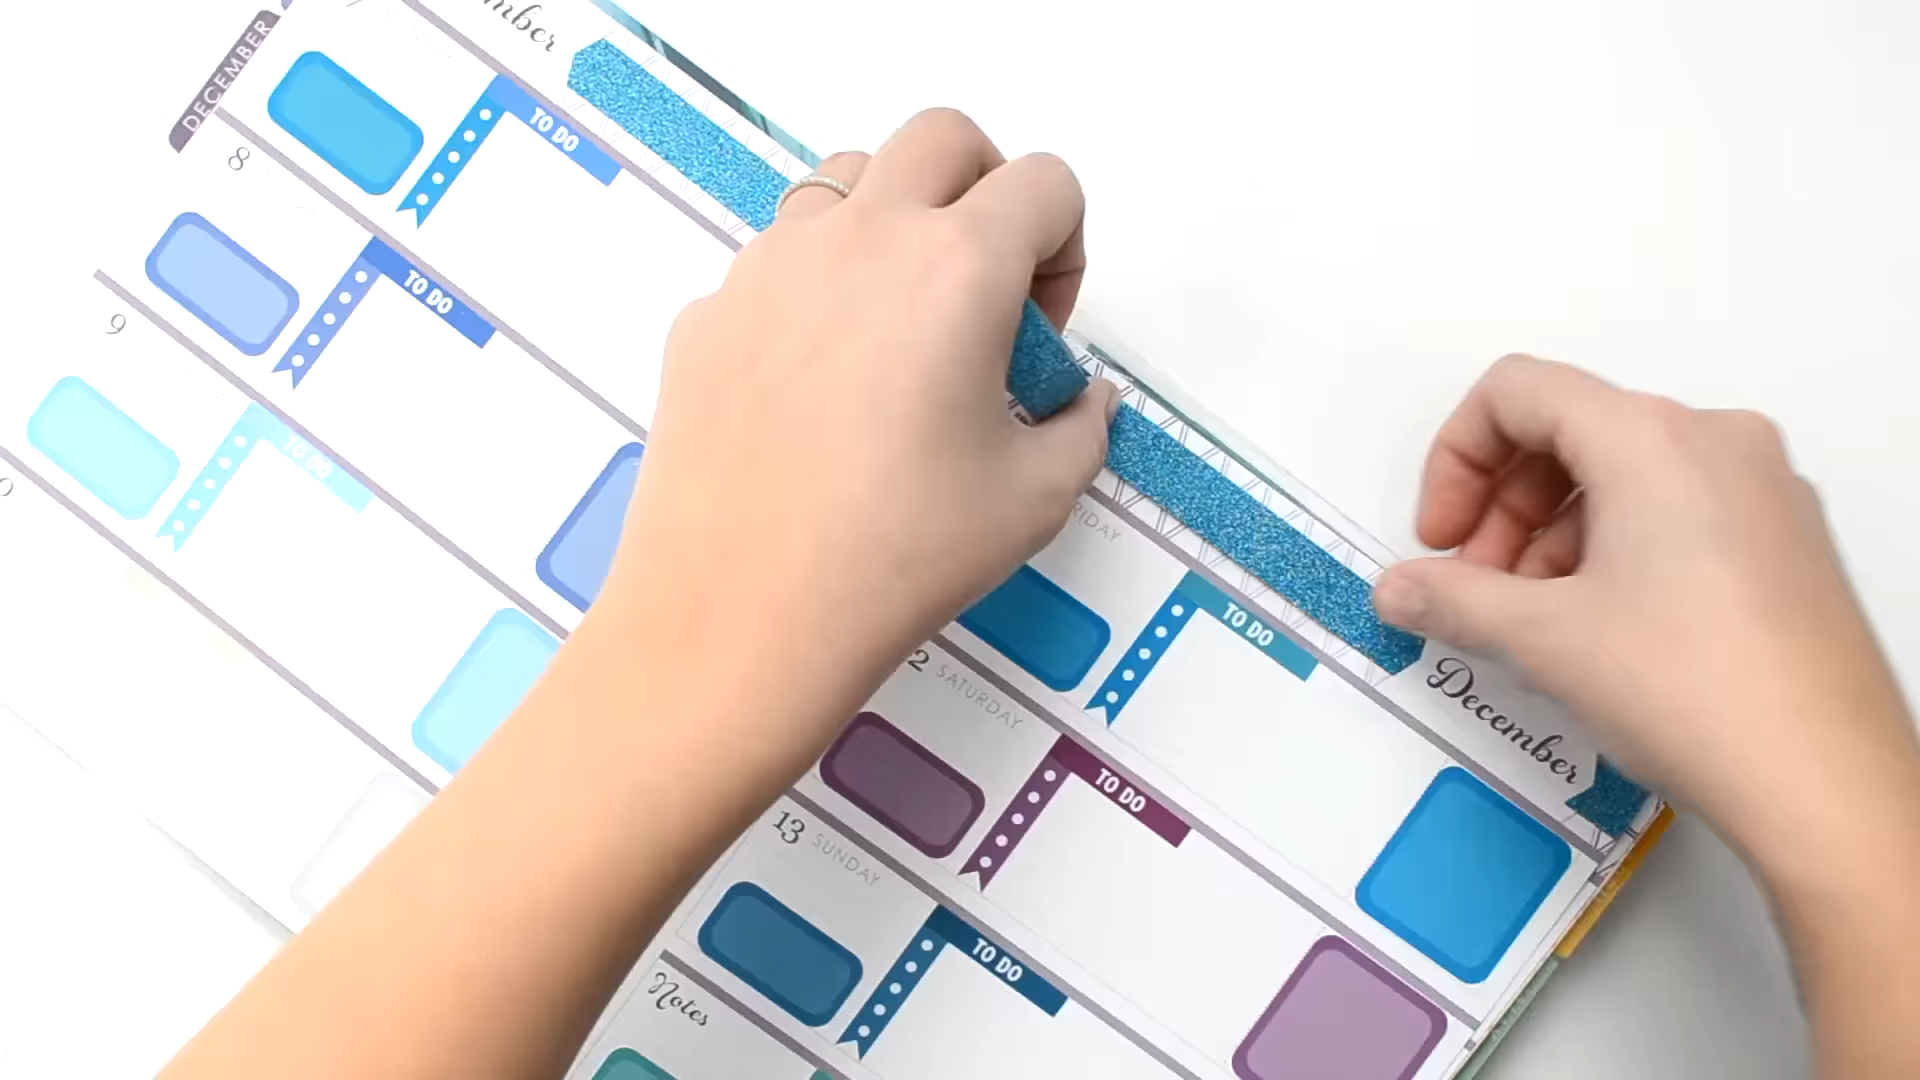 DECEMBER
mber
TO DO
8
TO DO
9
TO DO
RIDAY
TO DO
December
2 SATURDAY
TO DO
13 SUNDAY
TO DO
Notes